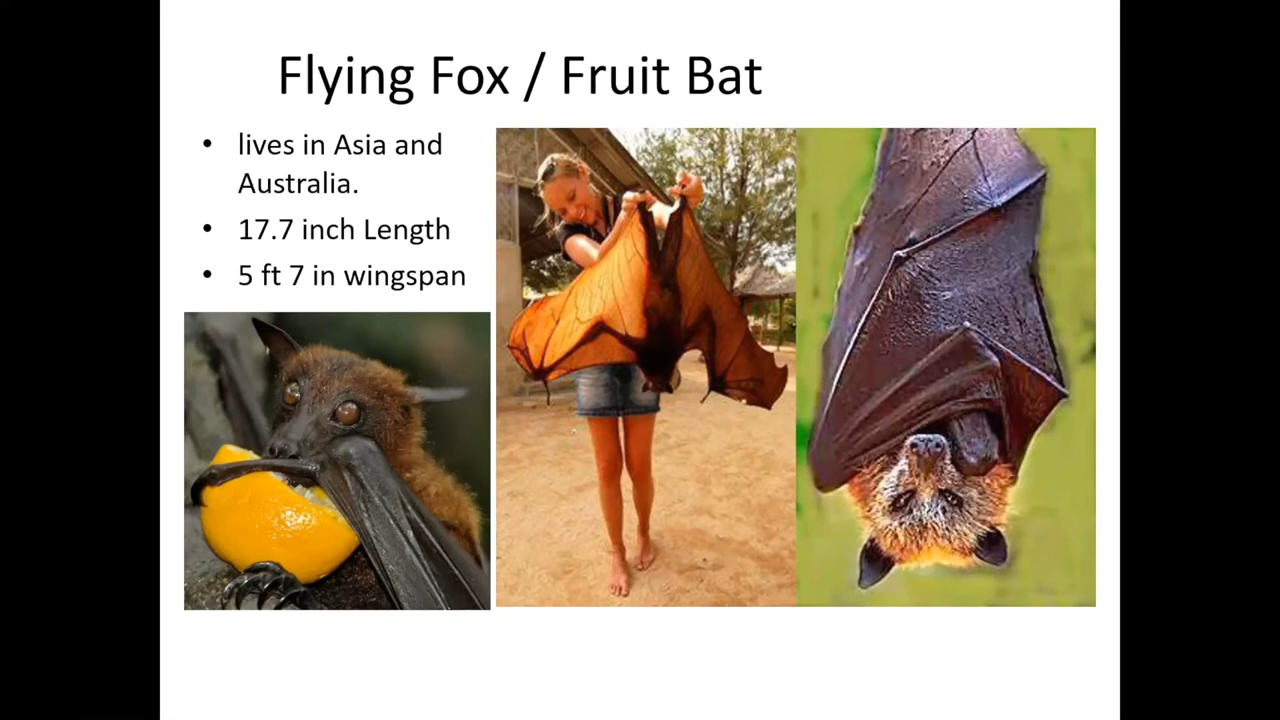 Flying Fox / Fruit Bat
• lives in Asia and
Australia.
• 17.7 inch Length
• 5 ft 7 in wingspan